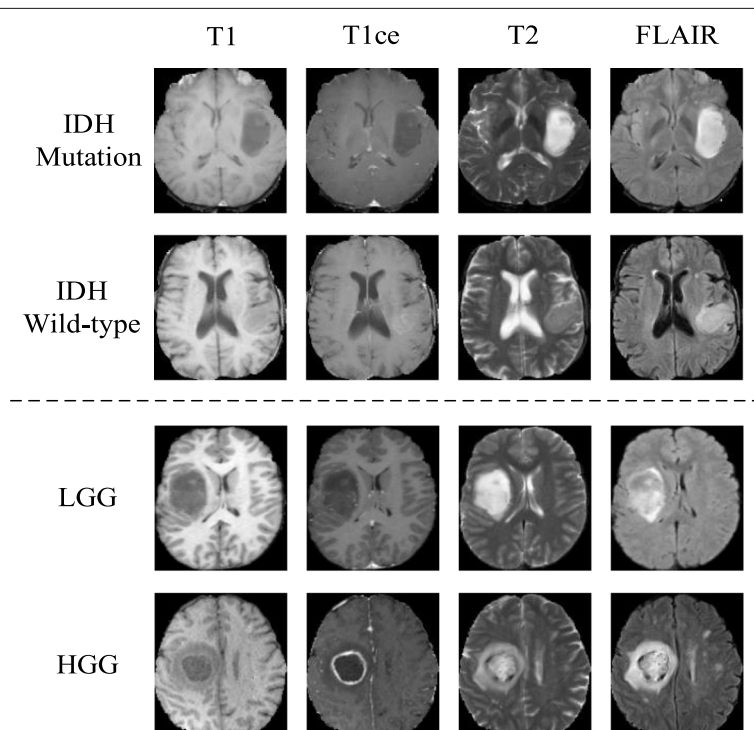 T1 T1ce T2 FLAIR
IDH
Mutation
IDH
Wild-type
LGG
HGG